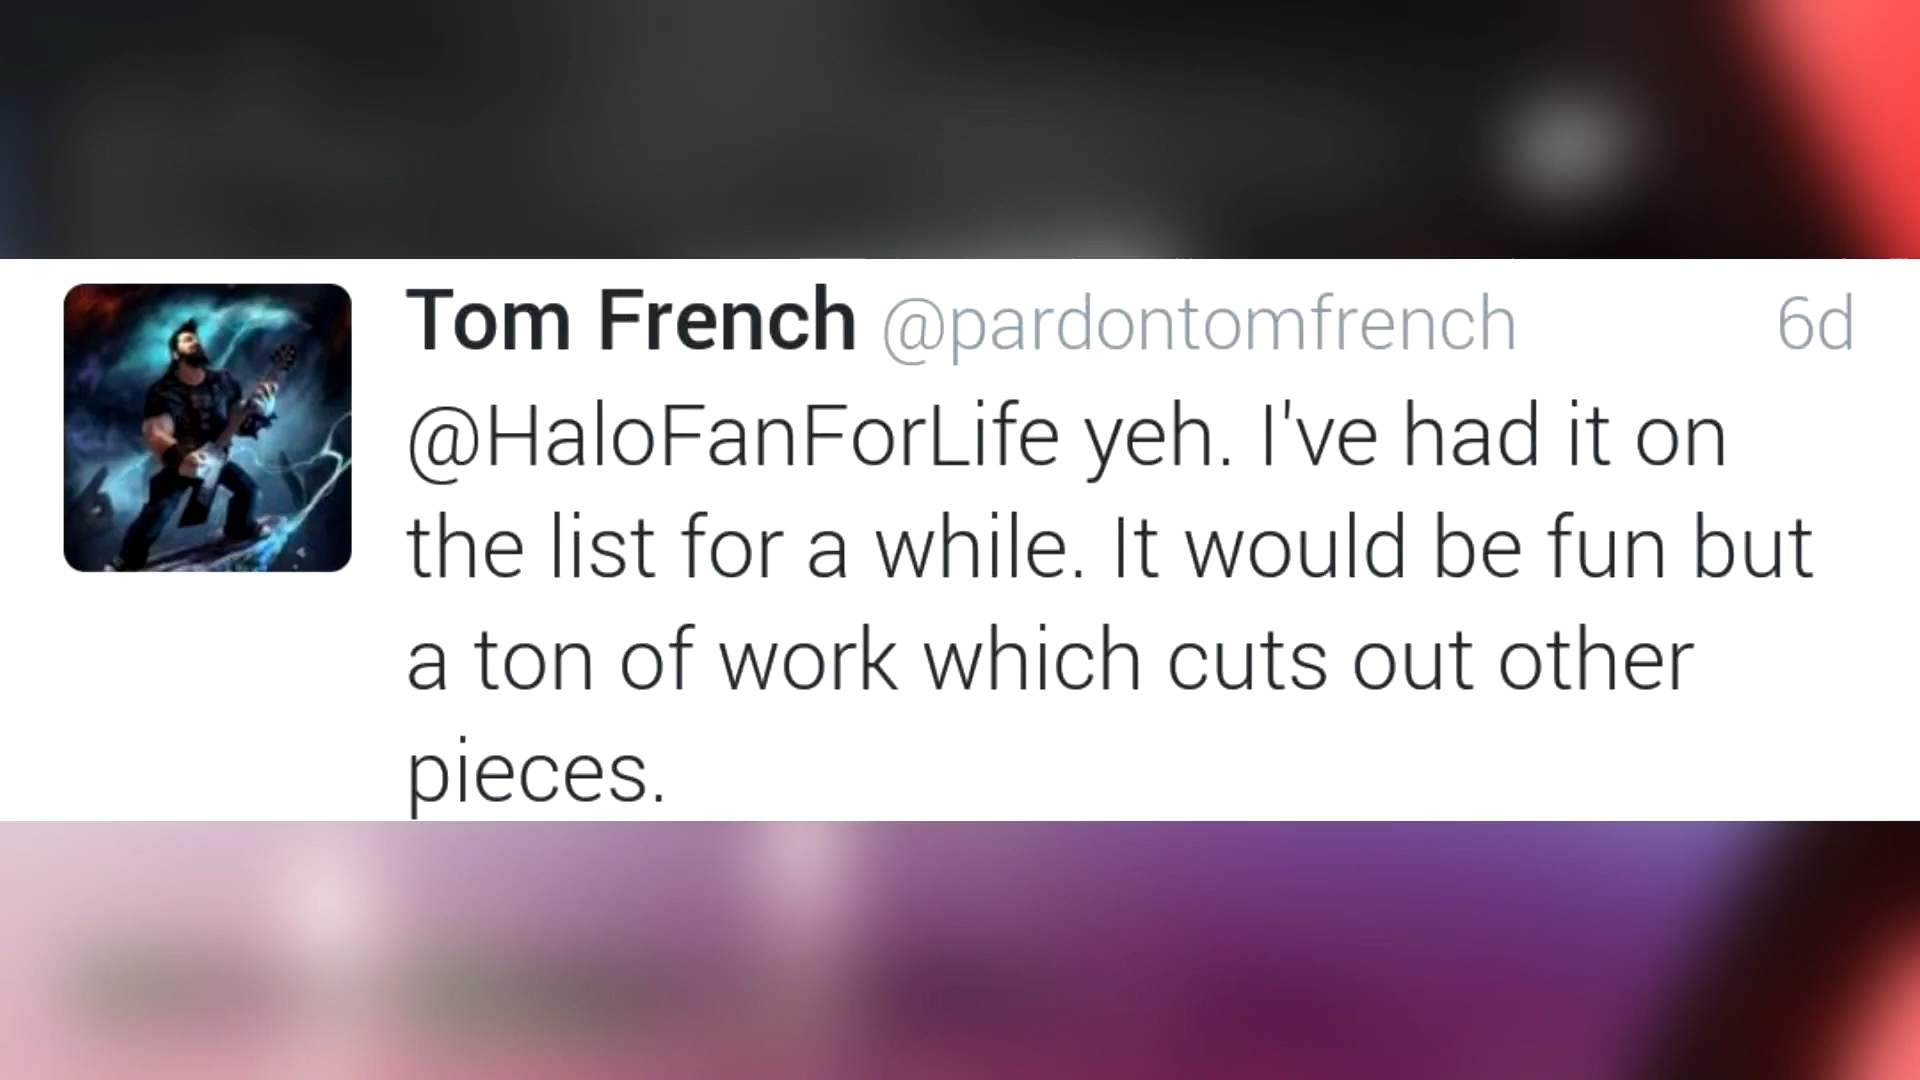 Tom French @pardontomfrench 6d
@HaloFanForLife yeh. I've had it on
the list for a while. It would be fun but
a ton of work which cuts out other
pieces.